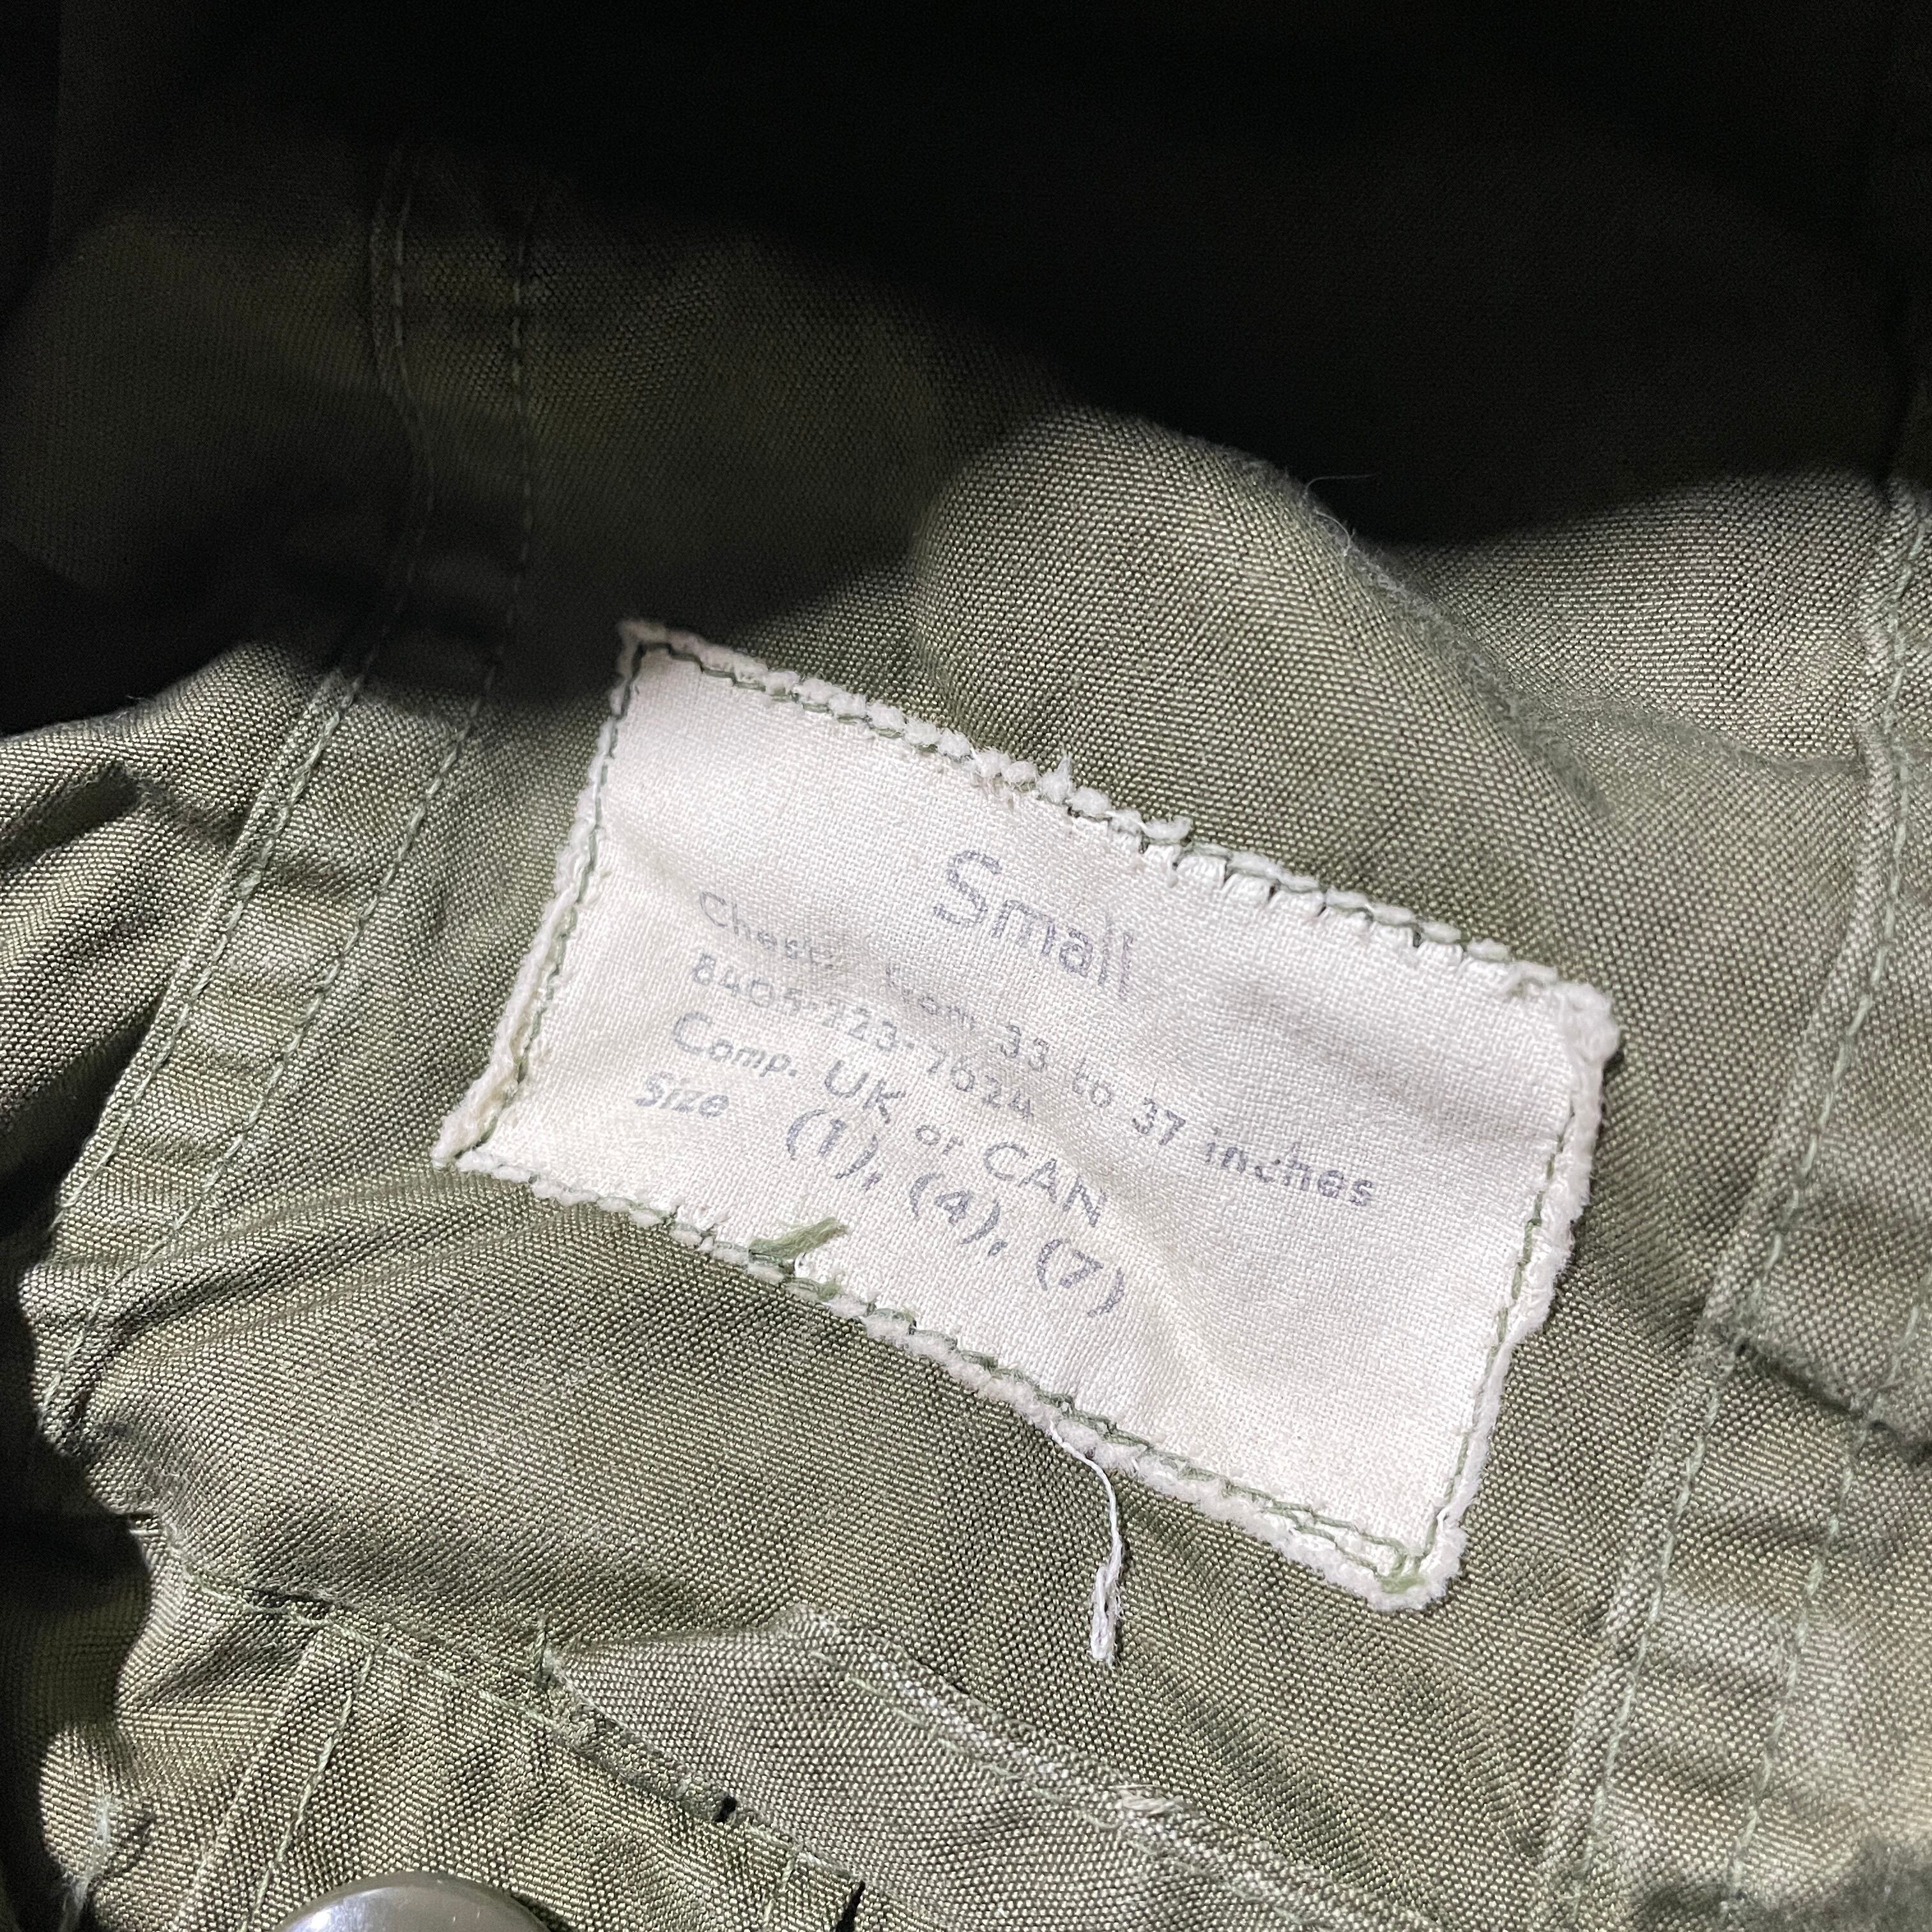 Small
Chest: from 33 to 37 inches
8405-223-7624
Comp. UK or CAN
Size (1), (4), (7)